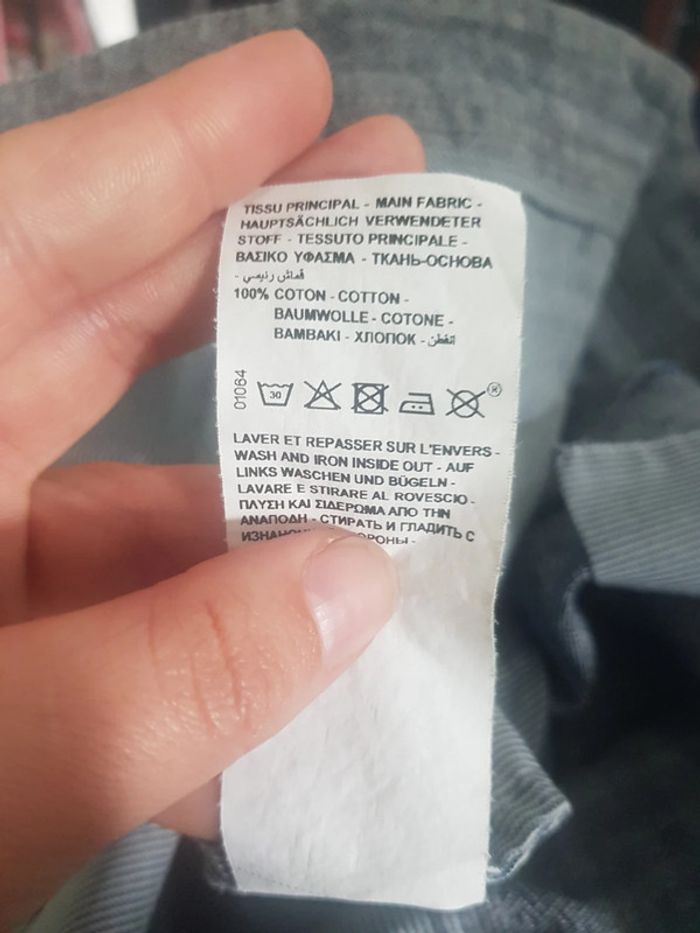 TISSU PRINCIPAL - MAIN FABRIC -
HAUPTSÄCHLICH VERWENDETER
STOFF - TESSUTO PRINCIPALE -
ΒΑΣΙΚΟ ΥΦΑΣΜΑ - ТКАНЬ-ОСНОВА
- قماش رئيسي
100% COTON - COTTON -
BAUMWOLLE - COTONE -
ΒΑΜΒΑΚΙ - ХЛОПОК - القطن
01064
30
®
LAVER ET REPASSER SUR L'ENVERS -
WASH AND IRON INSIDE OUT - AUF
LINKS WASCHEN UND BÜGELN -
LAVARE E STIRARE AL ROVESCIO -
ΠΛΥΣΗ ΚΑΙ ΣΙΔΕΡΩΜΑ ΑΠΟ ΤΗΝ
ΑΝΑΠΟΔΗ - СТИРАТЬ И ГЛАДИТЬ С